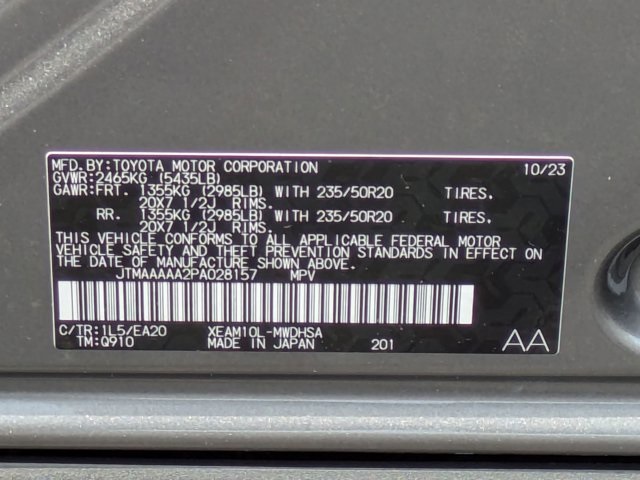 MFD. BY: TOYOTA MOTOR CORPORATION 10/23
GVWR: 2465KG (5435LB)
GAWR: FRT. 1355KG (2985LB) WITH 235/50R20 TIRES.
20X7 1/2J RIMS.
RR. 1355KG (2985LB) WITH 235/50R20 TIRES.
20X7 1/2J RIMS.
THIS VEHICLE CONFORMS TO ALL APPLICABLE FEDERAL MOTOR
VEHICLE SAFETY AND THEFT PREVENTION STANDARDS IN EFFECT ON
THE DATE OF MANUFACTURE SHOWN ABOVE.
JTMAAAAA2PA028157 MPV
C/TR: 1L5/EA20 XEAM10L-MWDHSA
TM: Q910 MADE IN JAPAN 201 AA